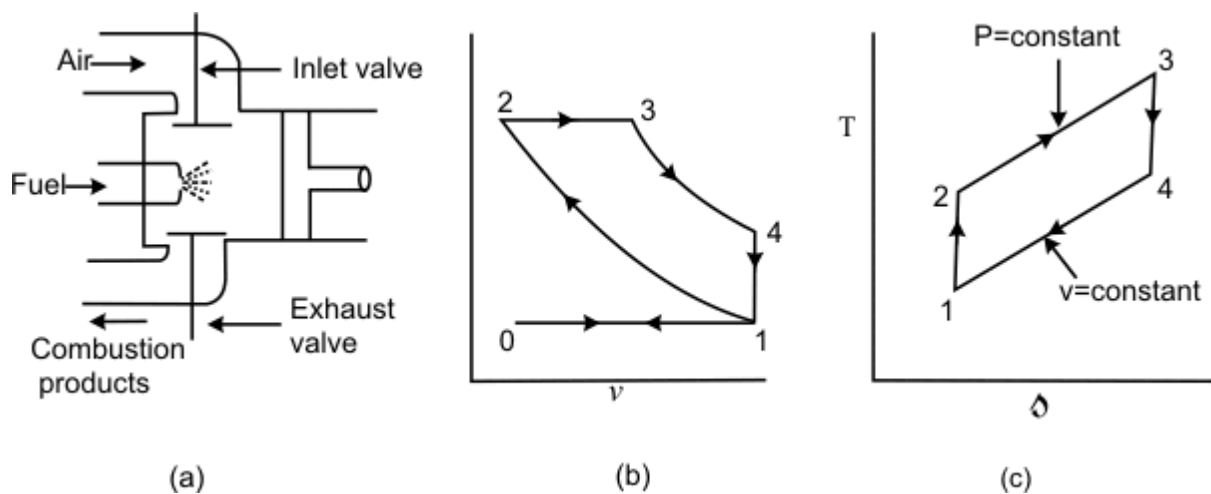 Air
Inlet valve
Fuel
Exhaust
valve
Combustion
products
(a)
2
3
4
0
1
v
(b)
P=constant
3
T
2
4
1
v=constant
(c)